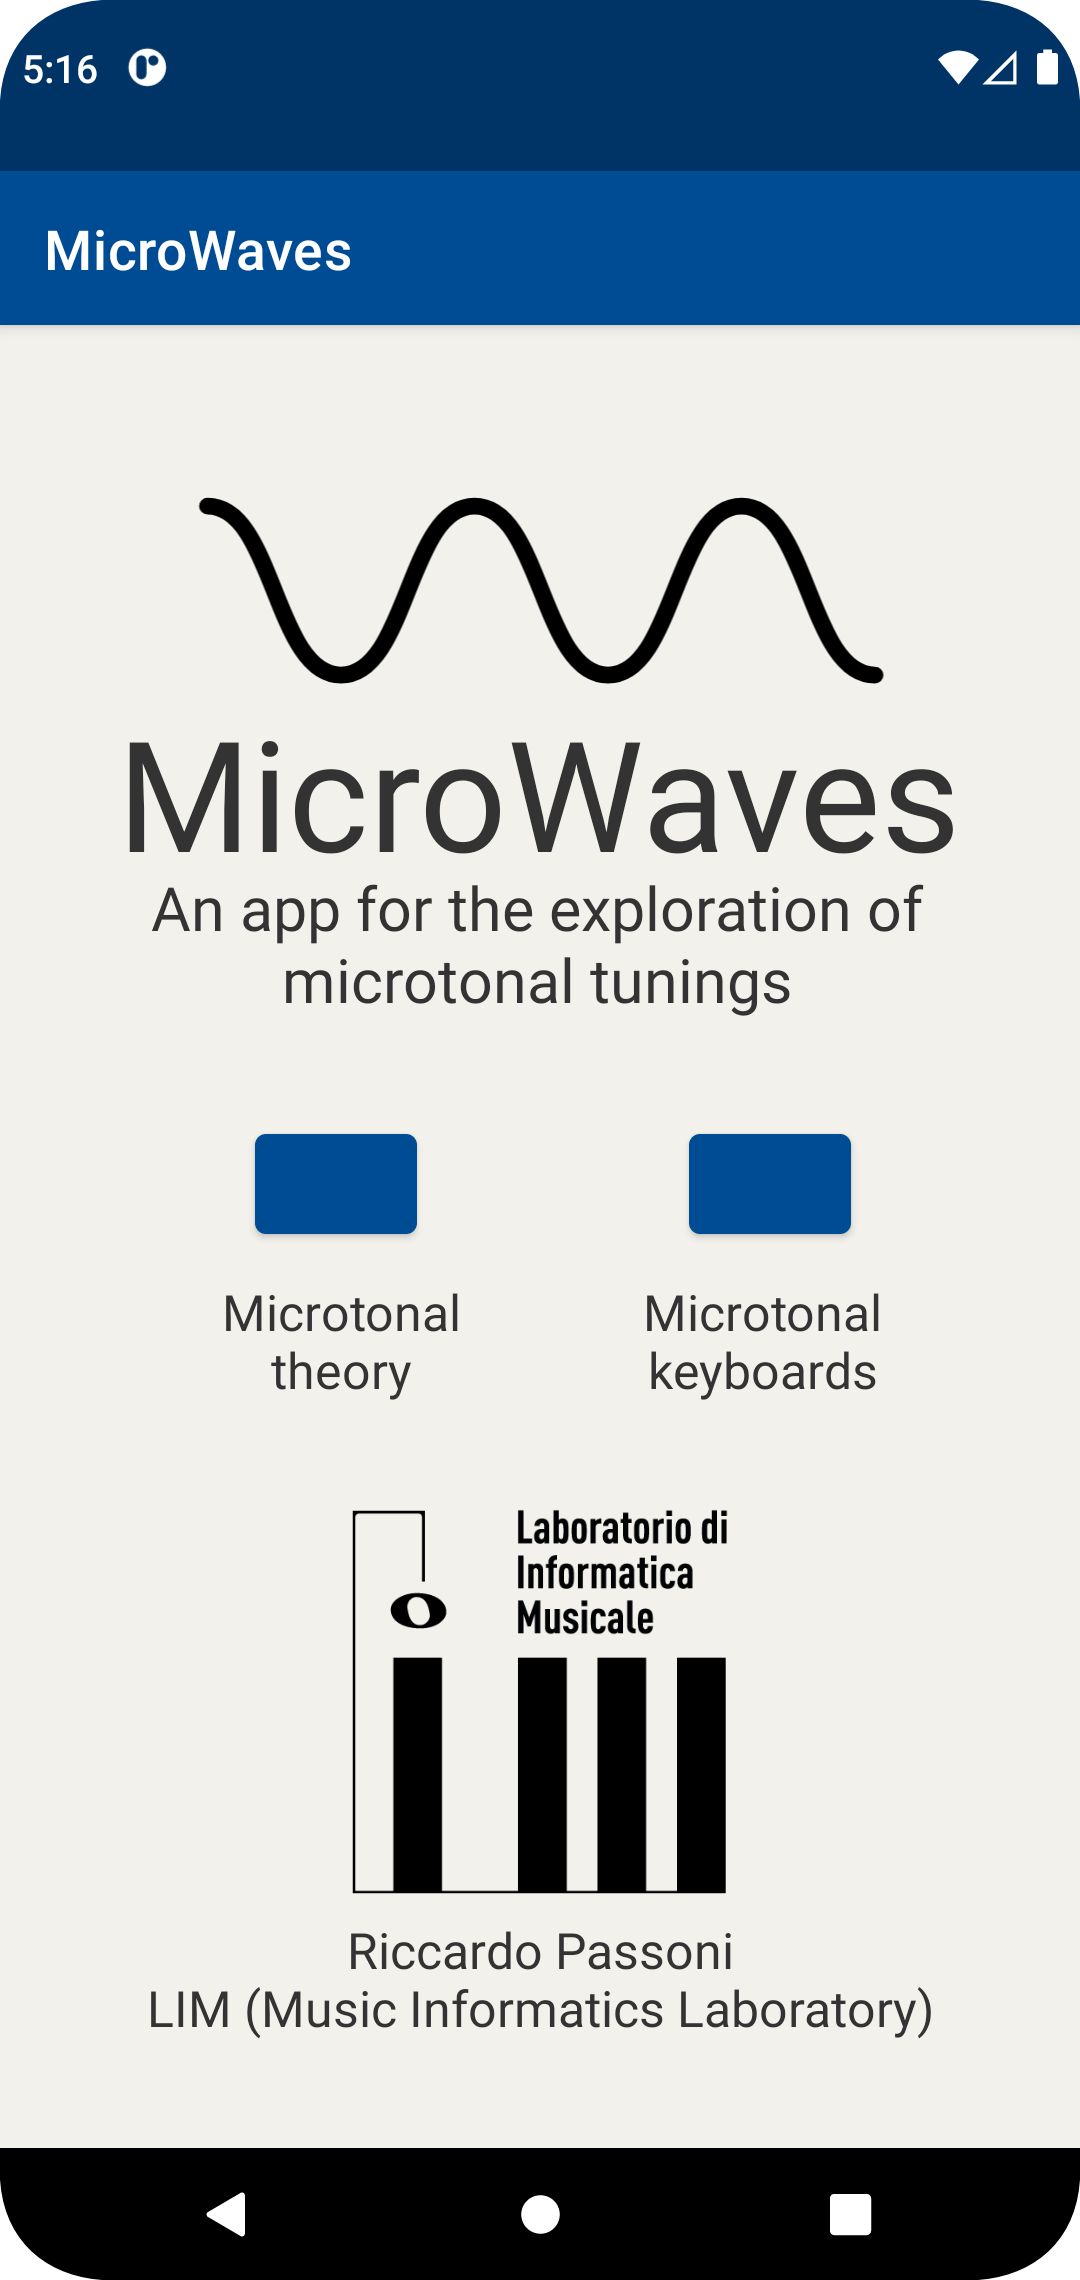 5:16
MicroWaves
MicroWaves
An app for the exploration of
microtonal tunings
Microtonal
theory
Microtonal
keyboards
Laboratorio di
Informatica
Musicale
Riccardo Passoni
LIM (Music Informatics Laboratory)